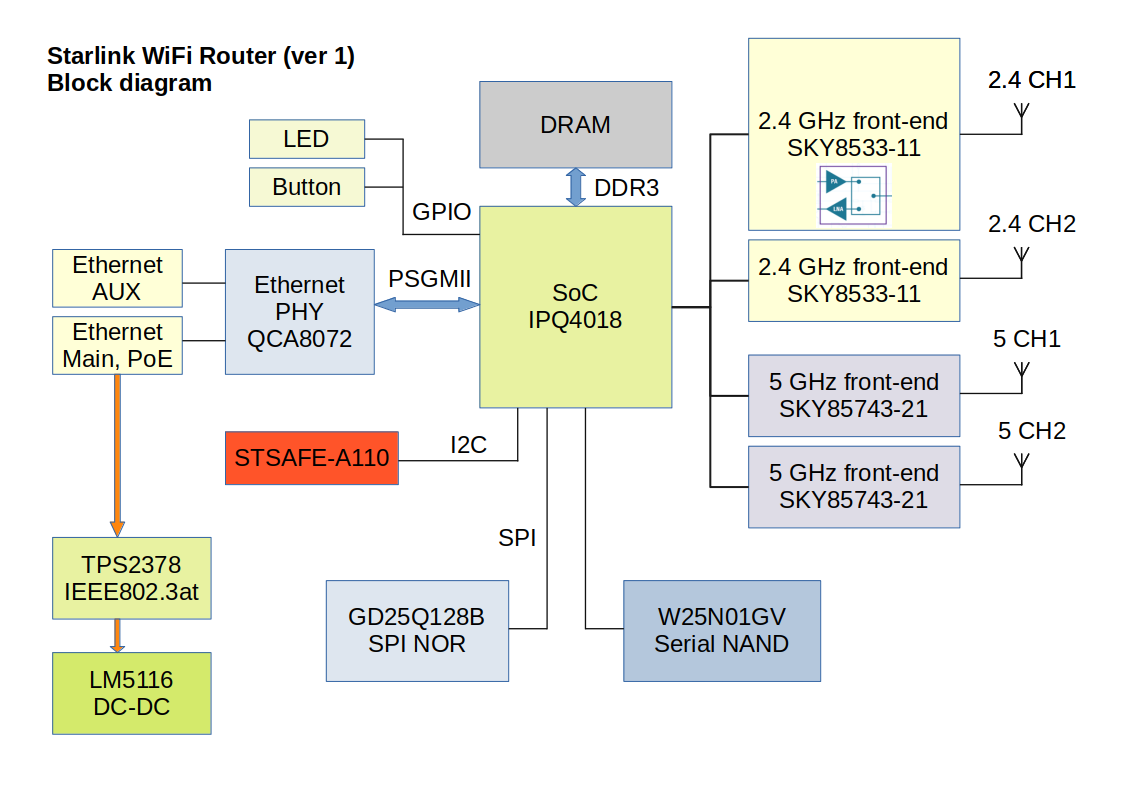 Starlink WiFi Router (ver 1)
Block diagram
LED
Button
GPIO
DRAM
DDR3
2.4 GHz front-end
SKY8533-11
PA
LNA
2.4 CH1
2.4 GHz front-end
SKY8533-11
2.4 CH2
Ethernet
AUX
Ethernet
Main, PoE
Ethernet
PHY
QCA8072
PSGMII
SoC
IPQ4018
5 GHz front-end
SKY85743-21
5 CH1
5 GHz front-end
SKY85743-21
5 CH2
STSAFE-A110
I2C
SPI
TPS2378
IEEE802.3at
LM5116
DC-DC
GD25Q128B
SPI NOR
W25N01GV
Serial NAND